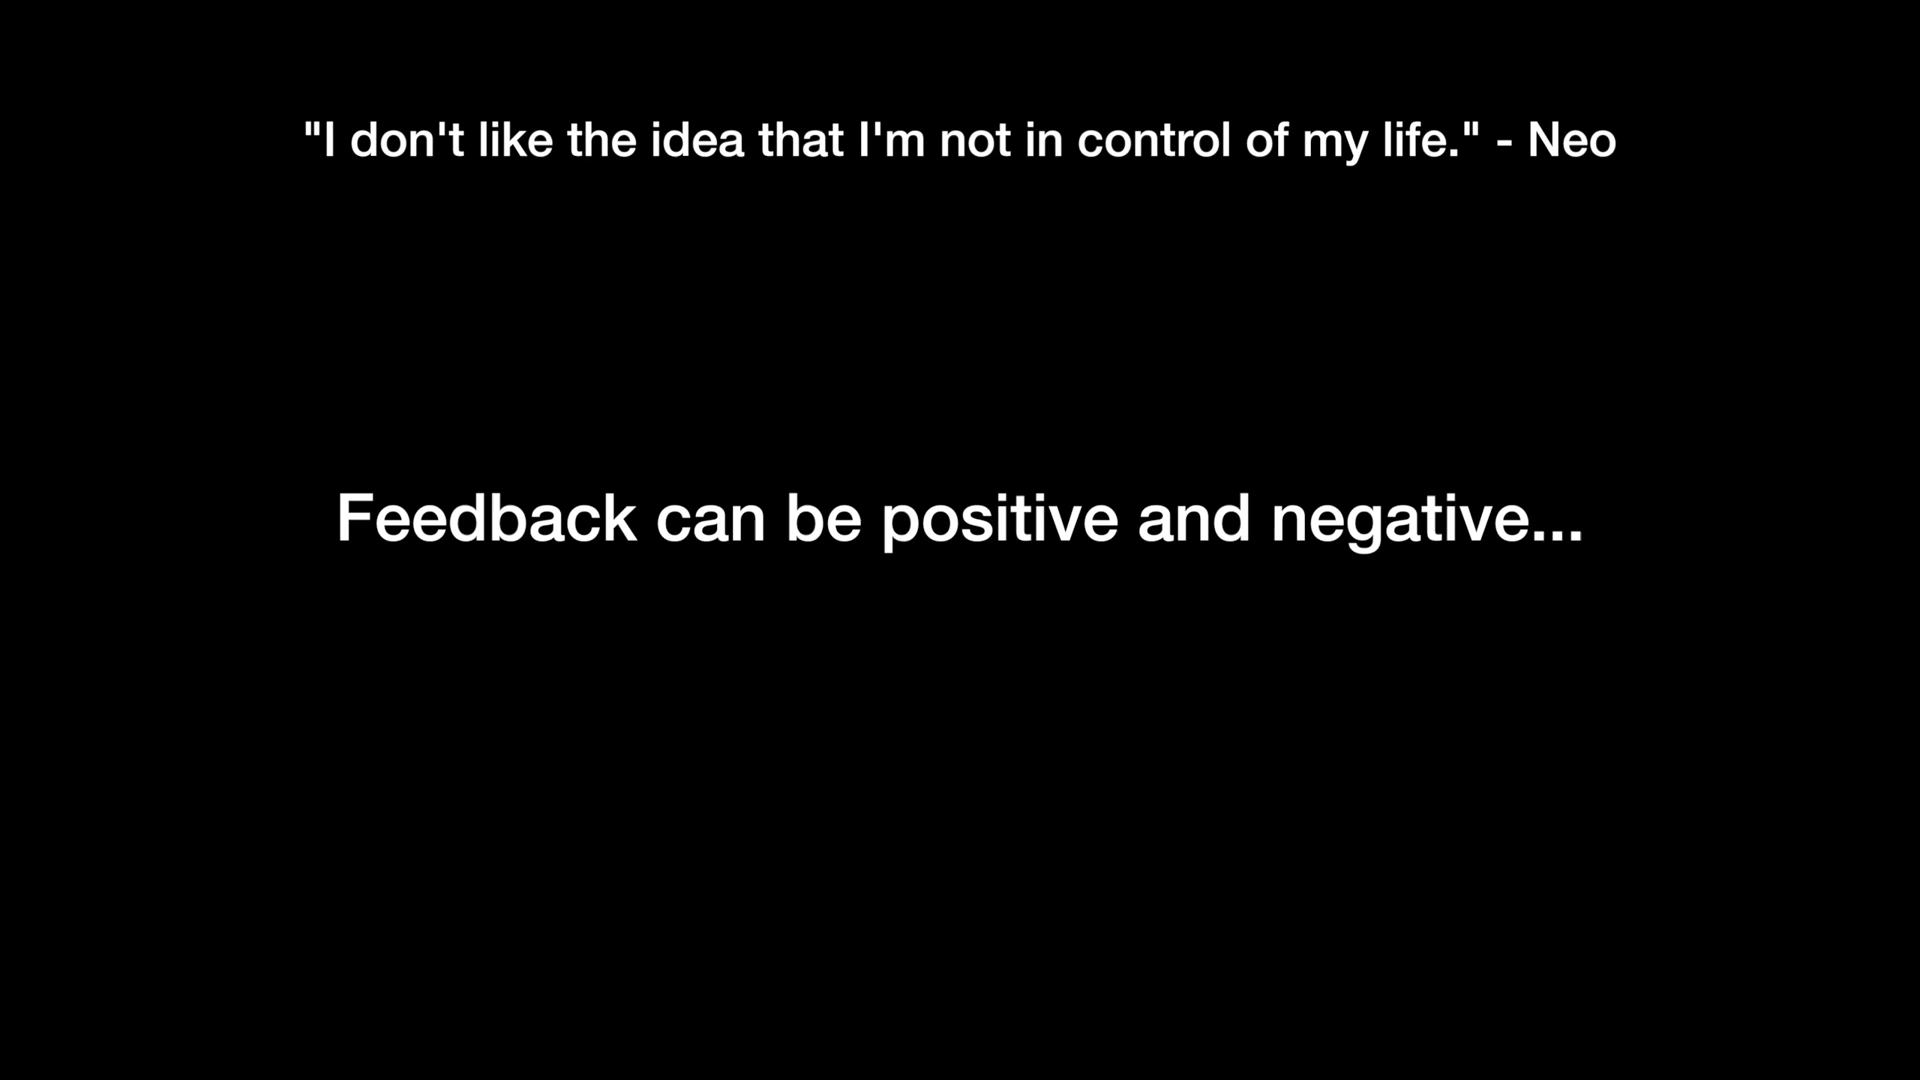 "I don't like the idea that I'm not in control of my life." - Neo
Feedback can be positive and negative...